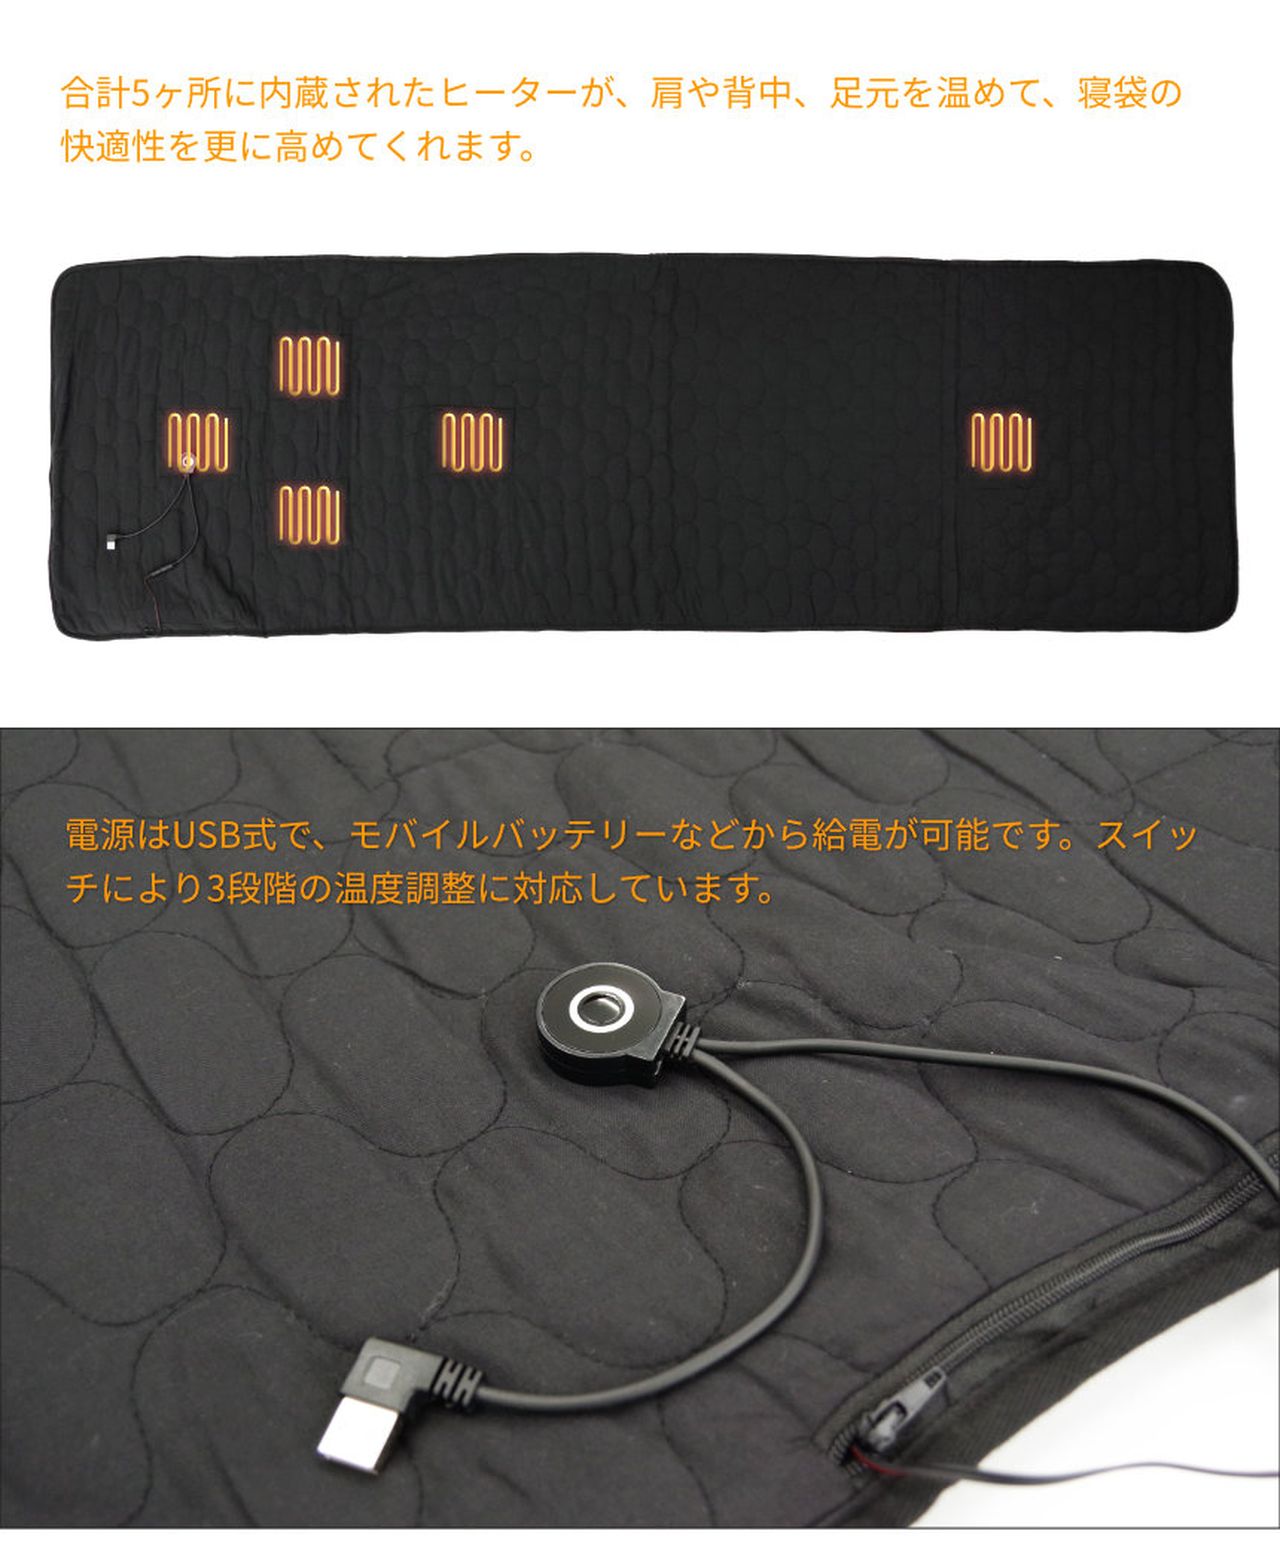 合計5ヶ所に内蔵されたヒーターが、肩や背中、足元を温めて、寝袋の
快適性を更に高めてくれます。
電源はUSB式で、モバイルバッテリーなどから給電が可能です。スイッ
チにより3段階の温度調整に対応しています。